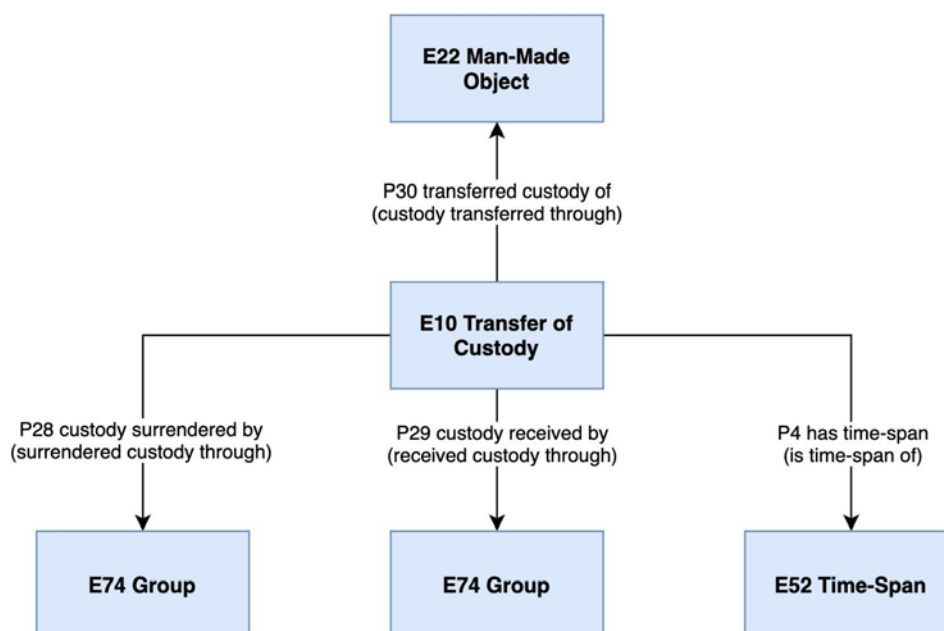 E22 Man-Made
Object
P30 transferred custody of
(custody transferred through)
E10 Transfer of
Custody
P28 custody surrendered by
(surrendered custody through)
P29 custody received by
(received custody through)
P4 has time-span
(is time-span of)
E74 Group
E74 Group
E52 Time-Span